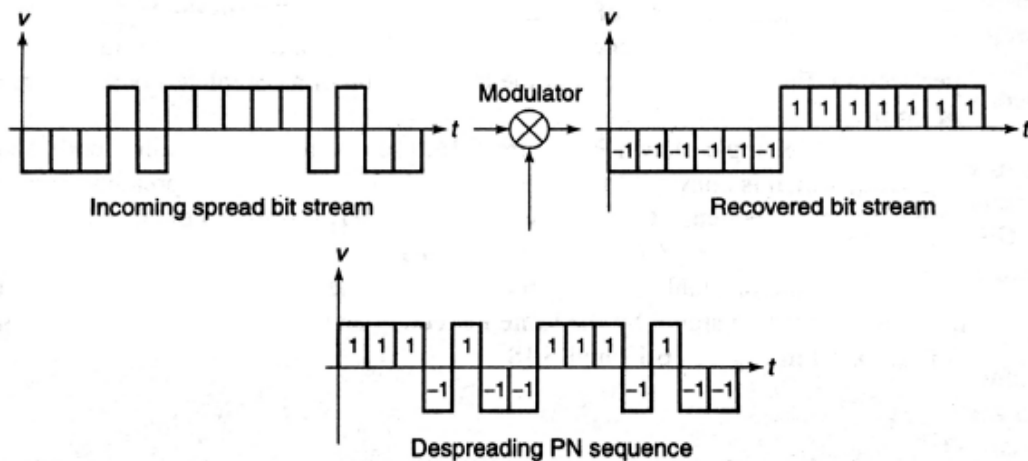 v
v
Modulator
1 1 1 1 1 1 1
t
t
-1 -1 -1 -1 -1 -1
Incoming spread bit stream
Recovered bit stream
v
1 1 1 1 1 1 1 1
t
-1 -1 -1 -1 -1 -1
Despreading PN sequence